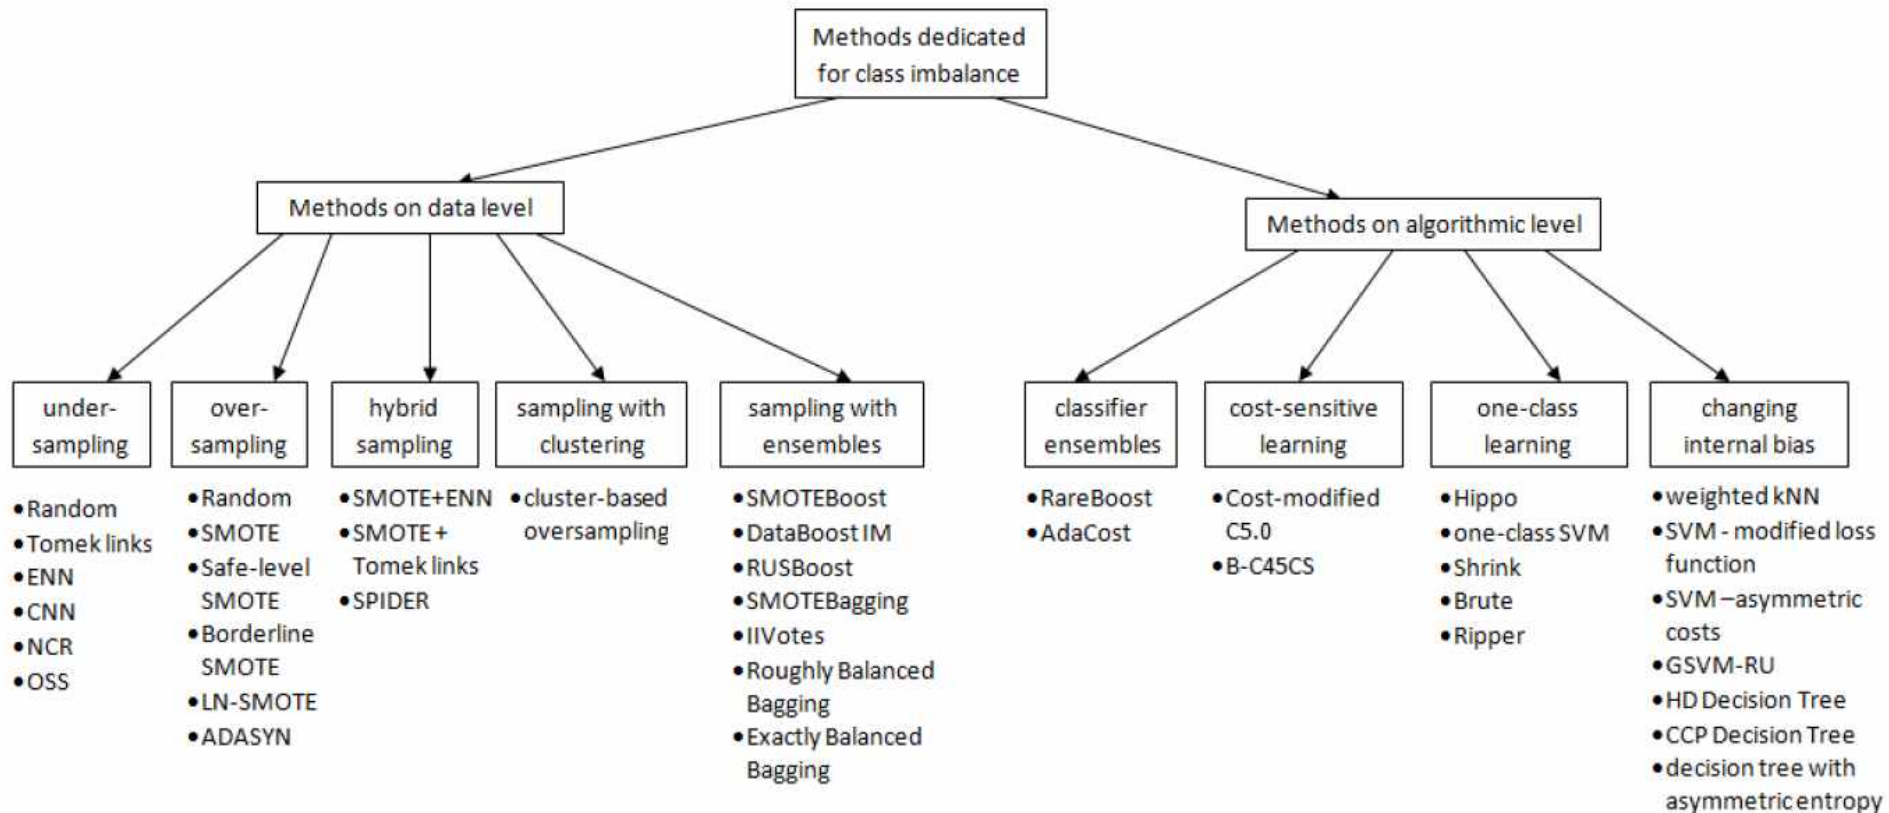 Methods dedicated
for class imbalance
Methods on data level
Methods on algorithmic level
under-
sampling
over-
sampling
hybrid
sampling
sampling with
clustering
sampling with
ensembles
classifier
ensembles
cost-sensitive
learning
one-class
learning
changing
internal bias
•Random
•Tomek links
•ENN
•CNN
•NCR
•OSS
•Random
•SMOTE
•Safe-level
SMOTE
•Borderline
SMOTE
•LN-SMOTE
•ADASYN
•SMOTE+ENN
•SMOTE +
Tomek links
•SPIDER
•cluster-based
oversampling
•SMOTEBoost
•DataBoost IM
•RUSBoost
•SMOTEBagging
•IIVotes
•Roughly Balanced
Bagging
•Exactly Balanced
Bagging
•RareBoost
•AdaCost
•Cost-modified
C5.0
•B-C45CS
•Hippo
•one-class SVM
•Shrink
•Brute
•Ripper
•weighted kNN
•SVM - modified loss
function
•SVM –asymmetric
costs
•GSVM-RU
•HD Decision Tree
•CCP Decision Tree
•decision tree with
asymmetric entropy